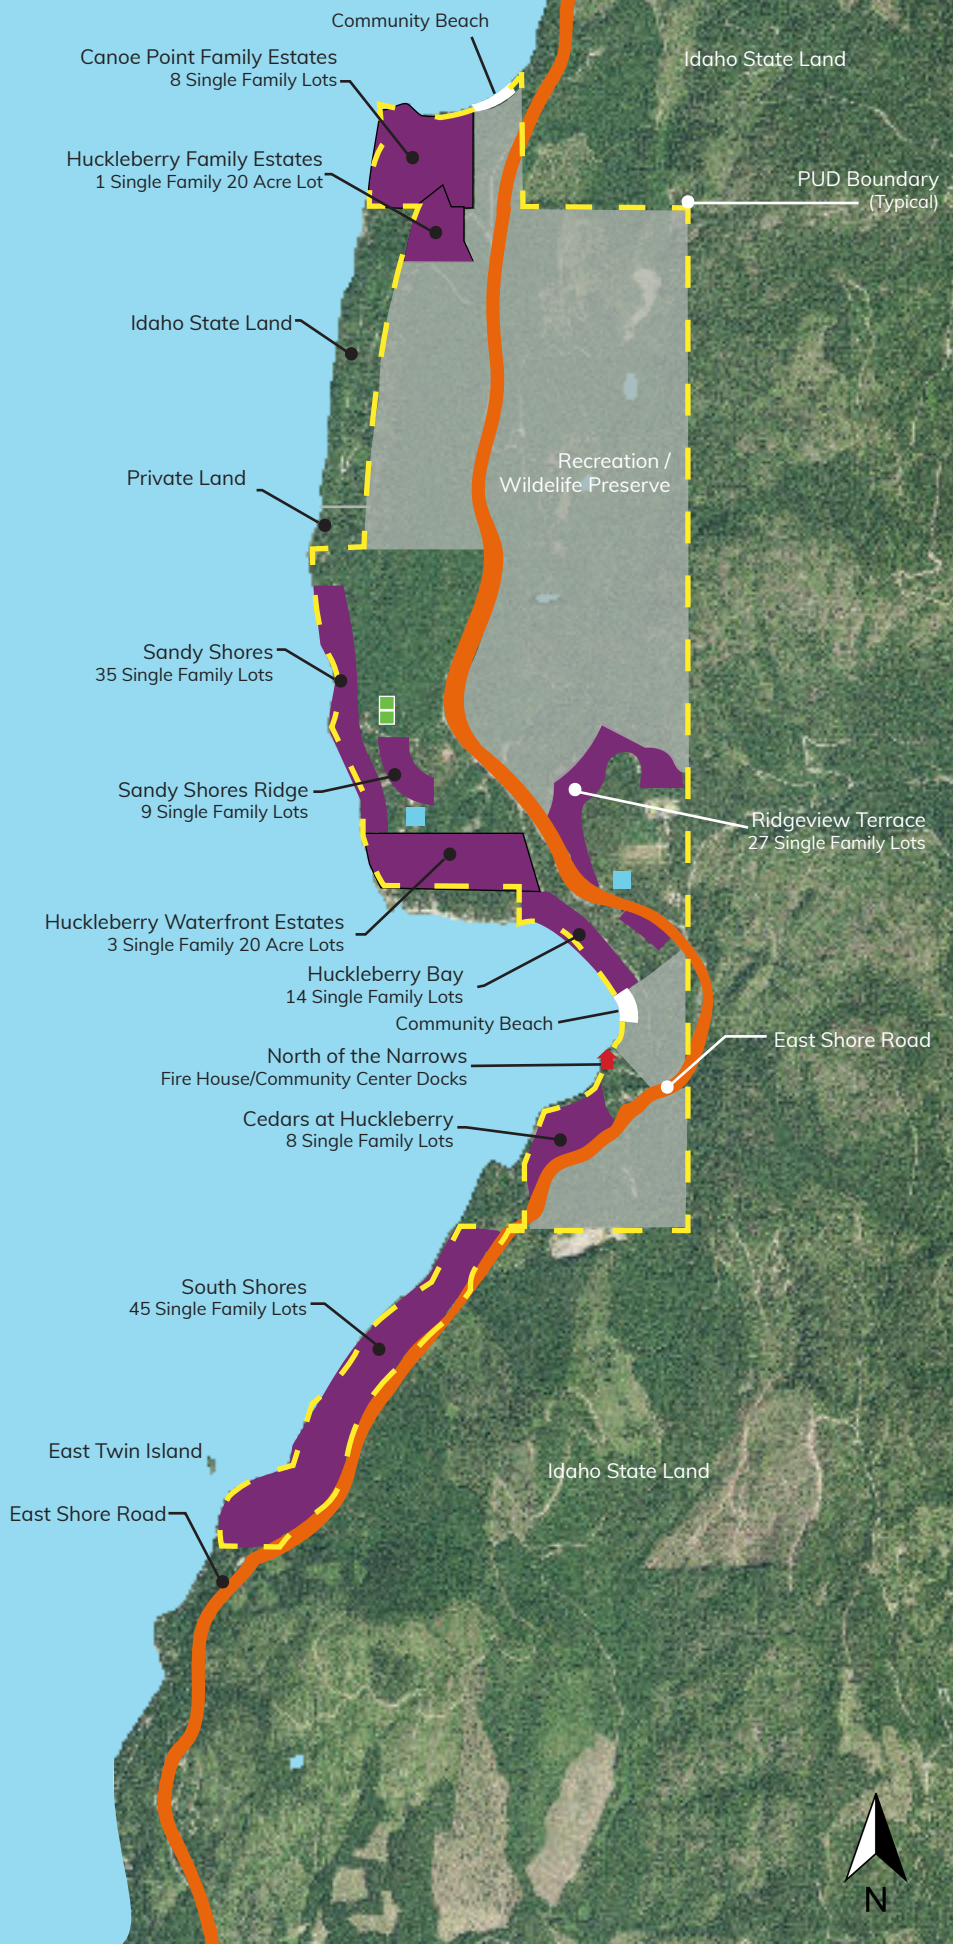 Community Beach
Canoe Point Family Estates
8 Single Family Lots
Idaho State Land
Huckleberry Family Estates
1 Single Family 20 Acre Lot
PUD Boundary
(Typical)
Idaho State Land
Recreation /
Wildelife Preserve
Private Land
Sandy Shores
35 Single Family Lots
Sandy Shores Ridge
9 Single Family Lots
Ridgeview Terrace
27 Single Family Lots
Huckleberry Waterfront Estates
3 Single Family 20 Acre Lots
Huckleberry Bay
14 Single Family Lots
Community Beach
East Shore Road
North of the Narrows
Fire House/Community Center Docks
Cedars at Huckleberry
8 Single Family Lots
South Shores
45 Single Family Lots
East Twin Island
Idaho State Land
East Shore Road
N